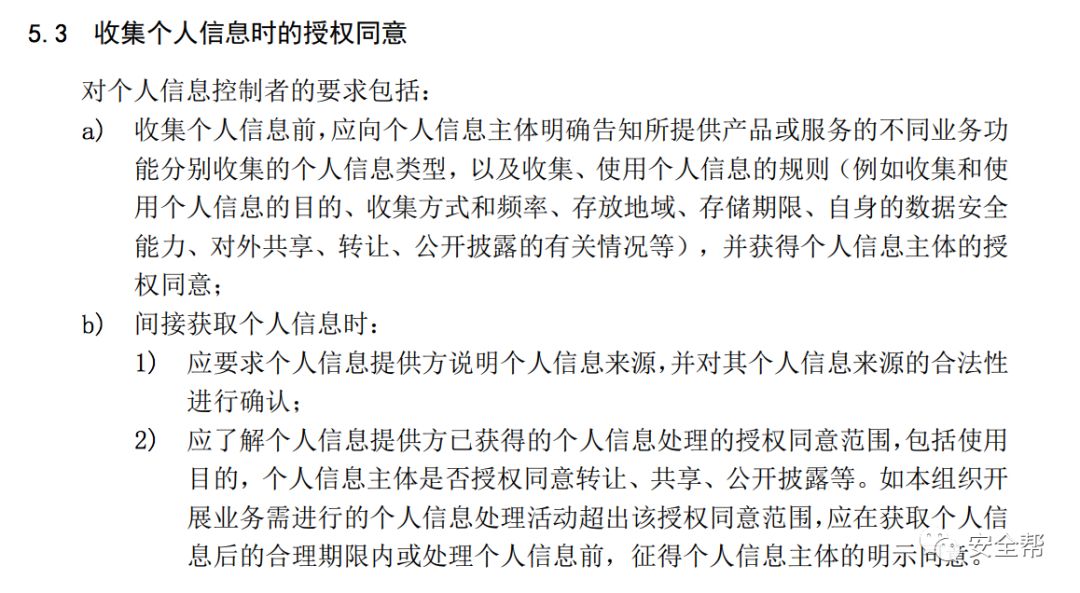 5.3 收集个人信息时的授权同意
对个人信息控制者的要求包括:
a) 收集个人信息前,应向个人信息主体明确告知所提供产品或服务的不同业务功
能分别收集的个人信息类型,以及收集、使用个人信息的规则(例如收集和使
用个人信息的目的、收集方式和频率、存放地域、存储期限、自身的数据安全
能力、对外共享、转让、公开披露的有关情况等),并获得个人信息主体的授
权同意;
b) 间接获取个人信息时:
1) 应要求个人信息提供方说明个人信息来源,并对其个人信息来源的合法性
进行确认;
2) 应了解个人信息提供方已获得的个人信息处理的授权同意范围,包括使用
目的,个人信息主体是否授权同意转让、共享、公开披露等。如本组织开
展业务需进行的个人信息处理活动超出该授权同意范围,应在获取个人信
息后的合理期限内或处理个人信息前,征得个人信息主体的明示同意。
安全帮